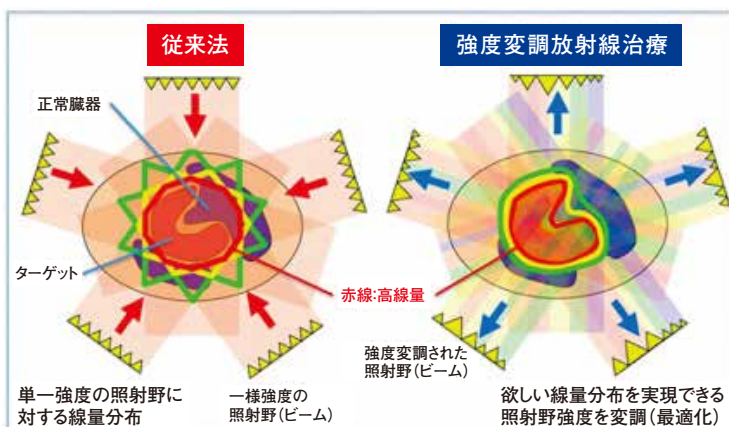 従来法
強度変調放射線治療
正常臓器
ターゲット
赤線:高線量
単一強度の照射野に
対する線量分布
一様強度の
照射野(ビーム)
強度変調された
照射野(ビーム)
欲しい線量分布を実現できる
照射野強度を変調(最適化)